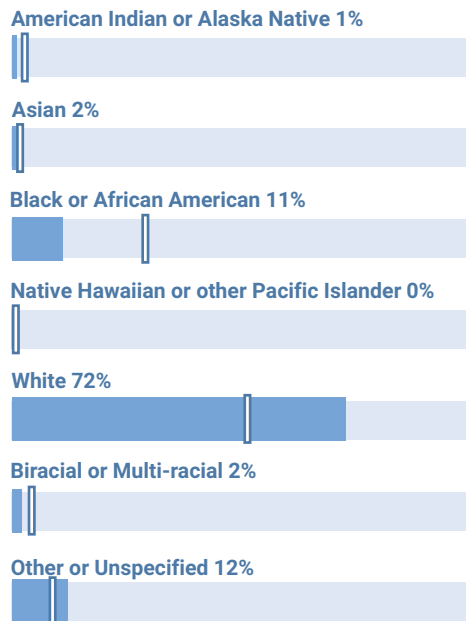 American Indian or Alaska Native 1%
Asian 2%
Black or African American 11%
Native Hawaiian or other Pacific Islander 0%
White 72%
Biracial or Multi-racial 2%
Other or Unspecified 12%